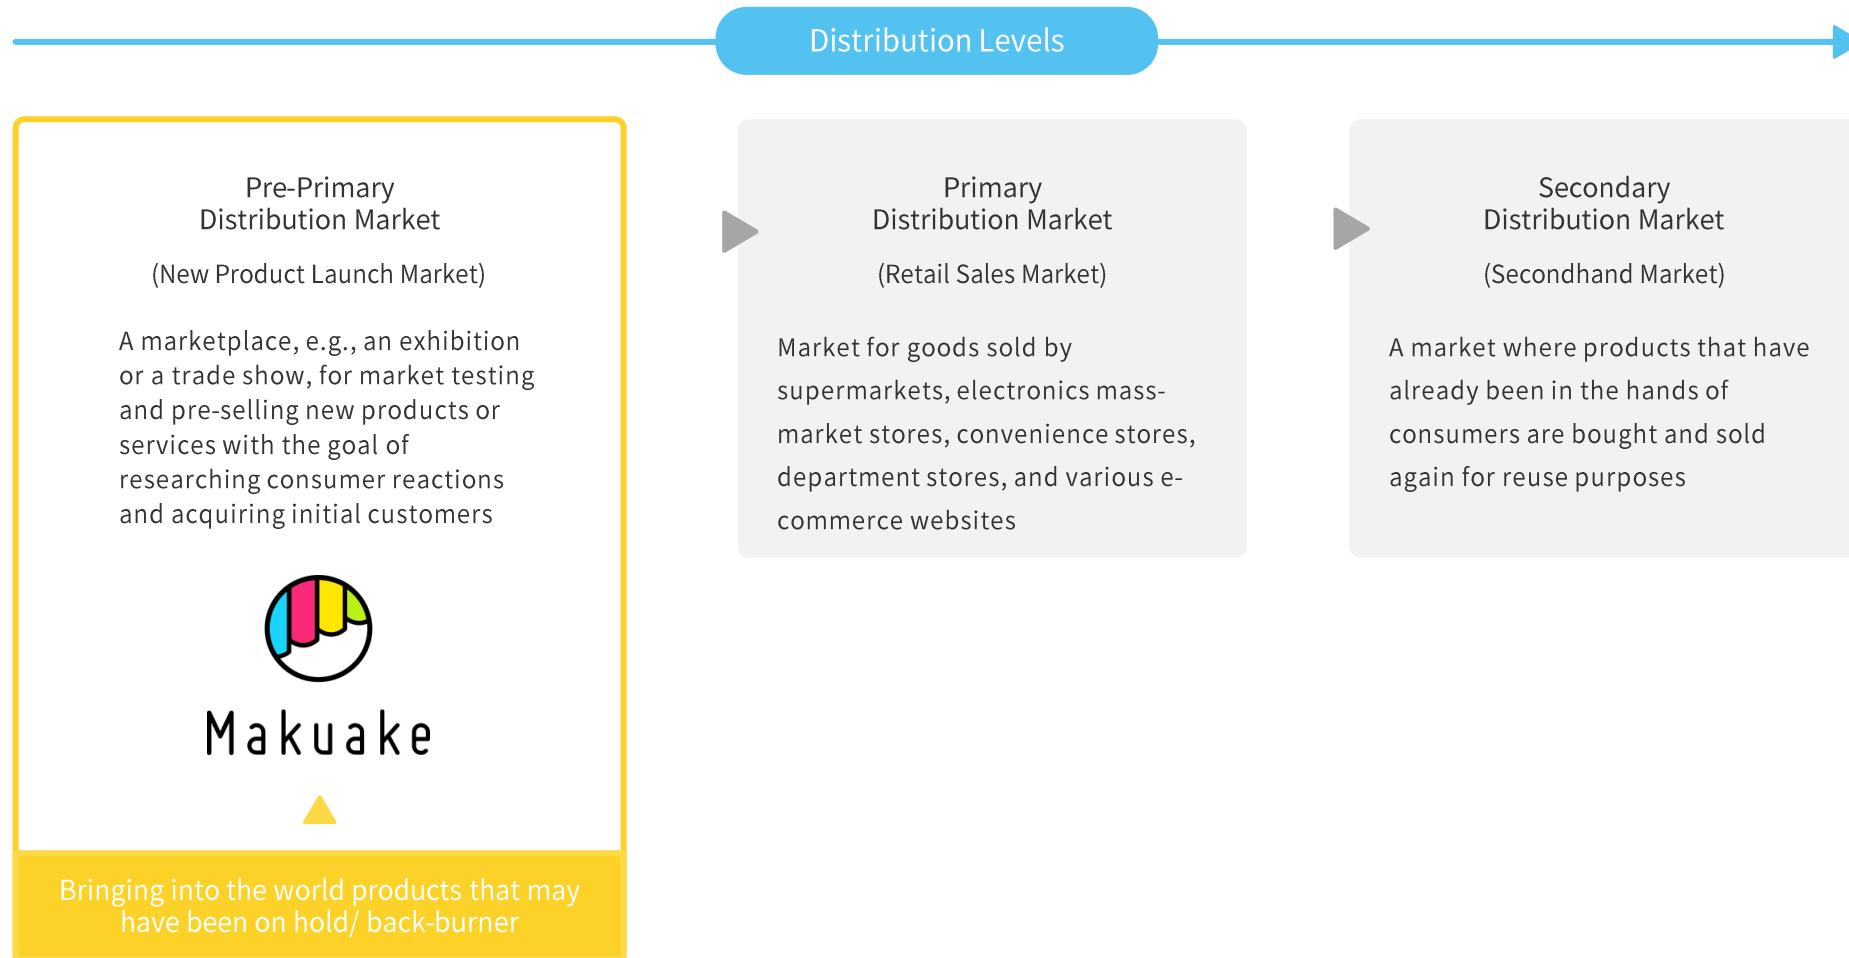 Distribution Levels
Pre-Primary
Distribution Market
(New Product Launch Market)
A marketplace, e.g., an exhibition
or a trade show, for market testing
and pre-selling new products or
services with the goal of
researching consumer reactions
and acquiring initial customers
Makuake
Bringing into the world products that may
have been on hold/ back-burner
Primary
Distribution Market
(Retail Sales Market)
Market for goods sold by
supermarkets, electronics mass-
market stores, convenience stores,
department stores, and various e-
commerce websites
Secondary
Distribution Market
(Secondhand Market)
A market where products that have
already been in the hands of
consumers are bought and sold
again for reuse purposes